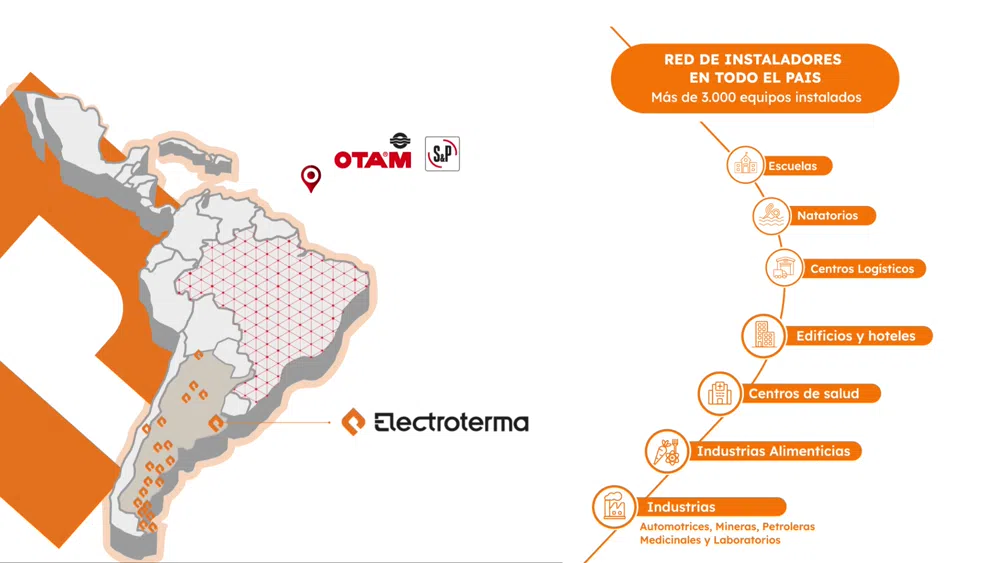 OTAM
S&P
Electroterma
RED DE INSTALADORES
EN TODO EL PAIS
Más de 3.000 equipos instalados
Escuelas
Natatorios
Centros Logísticos
Edificios y hoteles
Centros de salud
Industrias Alimenticias
Industrias
Automotrices, Mineras, Petroleras
Medicinales y Laboratorios